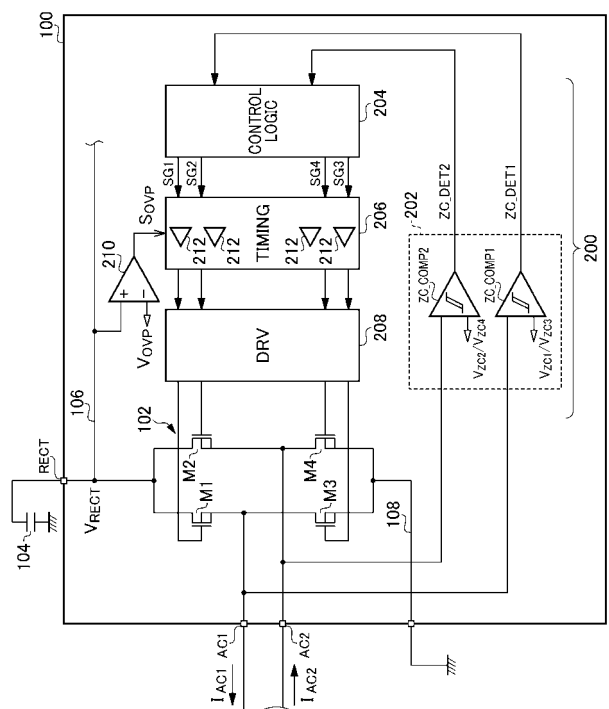 100
CONTROL
LOGIC
204
SG1
SG2
SG4
SG3
TIMING
206
212
212
212
212
SOVP
210
+
−
VOVP
DRV
208
106
102
RECT
VRECT
104
M2
M1
M4
M3
108
AC1
AC2
IAC1
IAC2
ZC_DET2
ZC_DET1
202
200
ZC_COMP2
ZC_COMP1
VZC2/VZC4
VZC1/VZC3